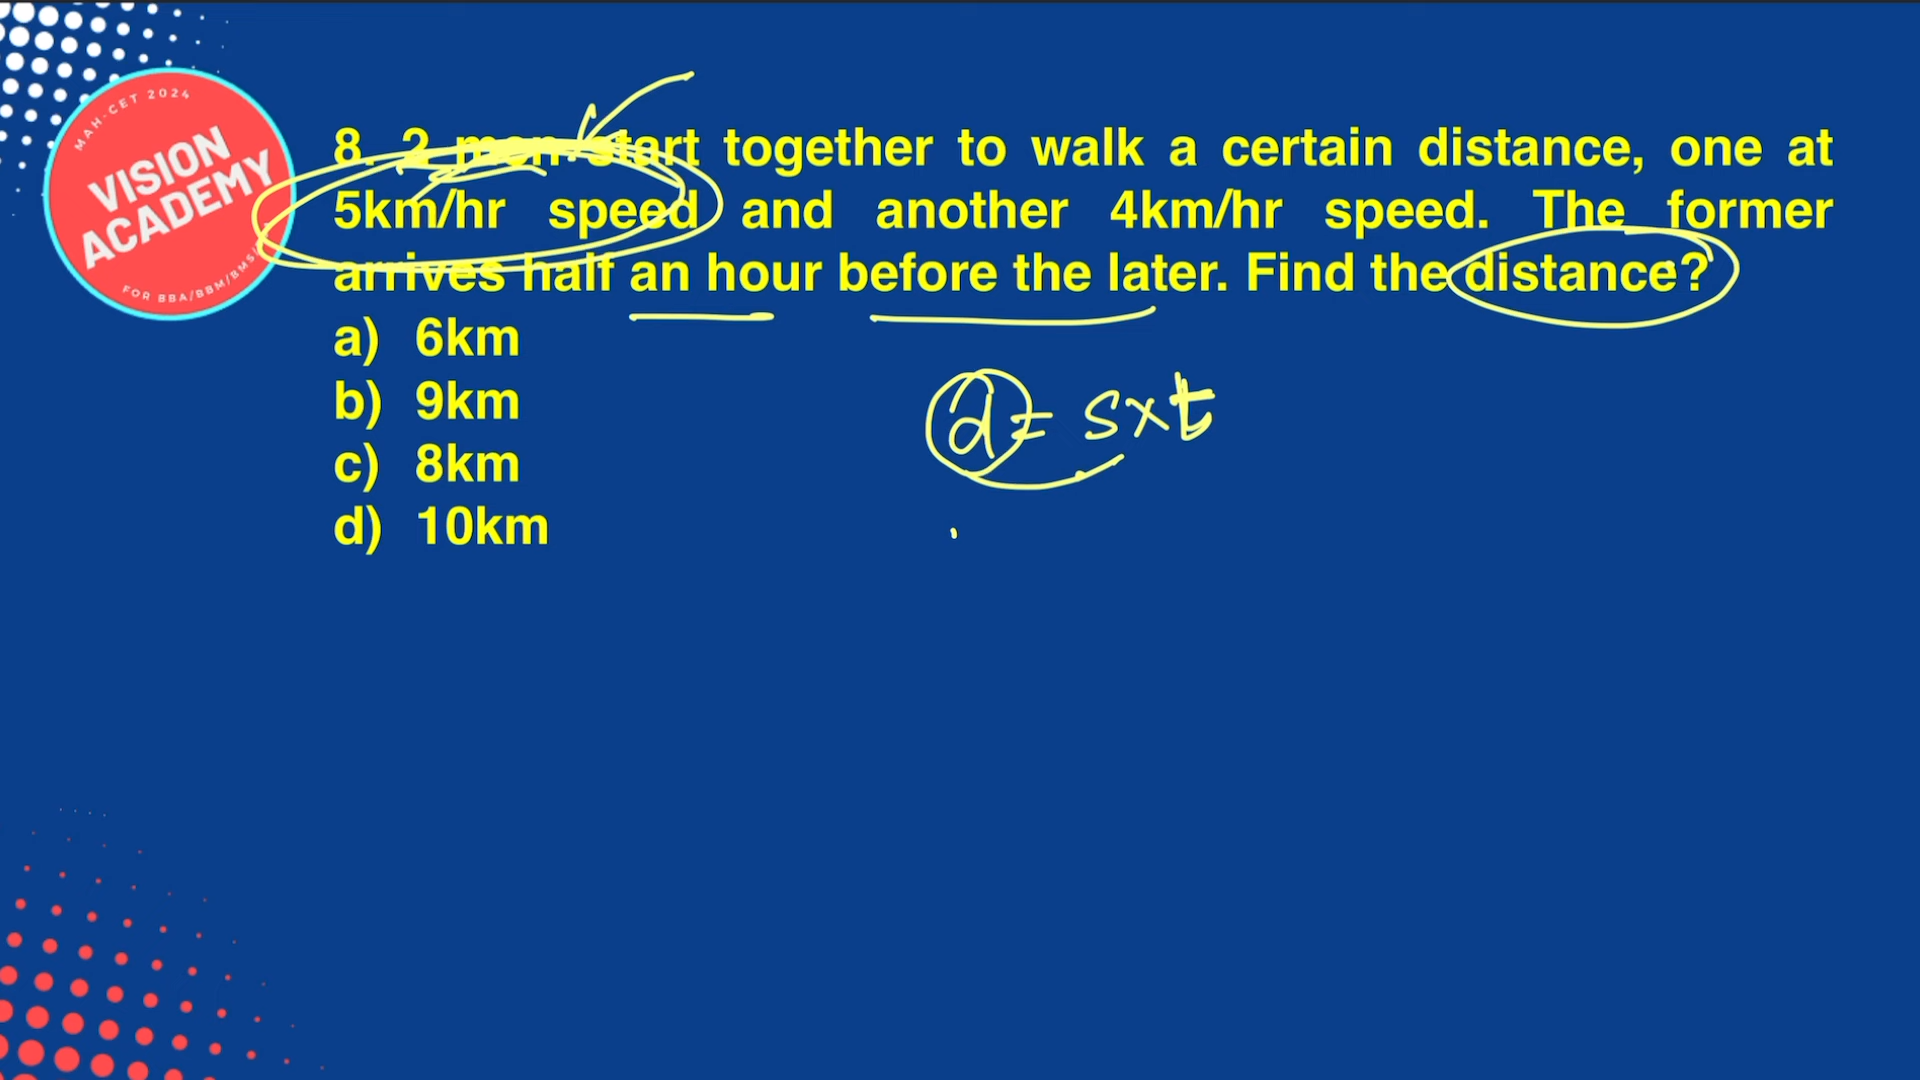 MAH-CET 2024
VISION
ACADEMY
FOR BBA/BBM/BMS/
8. 2 men start together to walk a certain distance, one at
5km/hr speed and another 4km/hr speed. The former
arrives half an hour before the later. Find the distance?
a) 6km
b) 9km
c) 8km
d) 10km
d = s×t